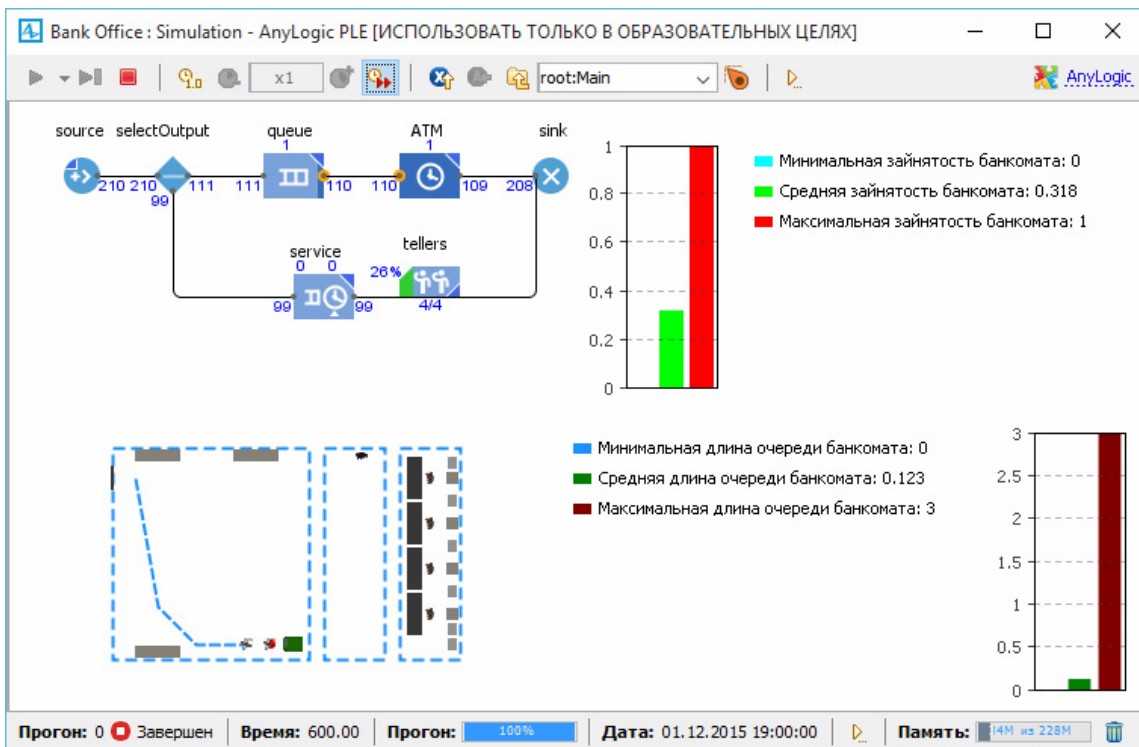 Bank Office : Simulation - AnyLogic PLE [ИСПОЛЬЗОВАТЬ ТОЛЬКО В ОБРАЗОВАТЕЛЬНЫХ ЦЕЛЯХ]
x1 root:Main AnyLogic
source selectOutput queue ATM sink
1 1
210 210 111 111 110 110 109 208
99
service tellers
0 0 26%
99 99 4/4
1
0.8
0.6
0.4
0.2
0
Минимальная зайнятость банкомата: 0
Средняя зайнятость банкомата: 0.318
Максимальная зайнятость банкомата: 1
Минимальная длина очереди банкомата: 0
Средняя длина очереди банкомата: 0.123
Максимальная длина очереди банкомата: 3
3
2.5
2
1.5
1
0.5
0
Прогон: 0 Завершен Время: 600.00 Прогон: 100% Дата: 01.12.2015 19:00:00 Память: из 228M